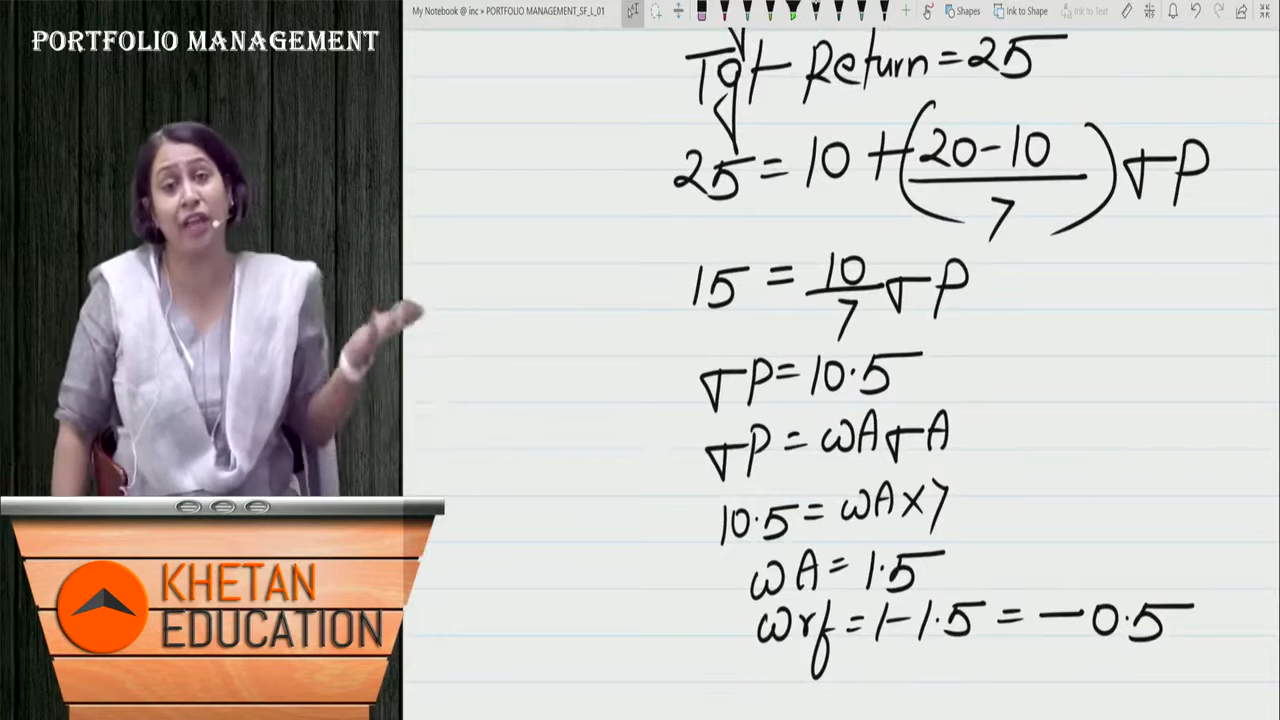 PORTFOLIO MANAGEMENT
My Notebook @ inc » PORTFOLIO MANAGEMENT_SF_L_01
Shapes
Ink to Shape
Ink to Text
Tgt Return = 25
25 = 10 + (20-10 / 7) σP
15 = 10/7 σP
σP = 10.5
σP = ωA σA
10.5 = ωA × 7
ωA = 1.5
ωrf = 1-1.5 = -0.5
KHETAN
EDUCATION